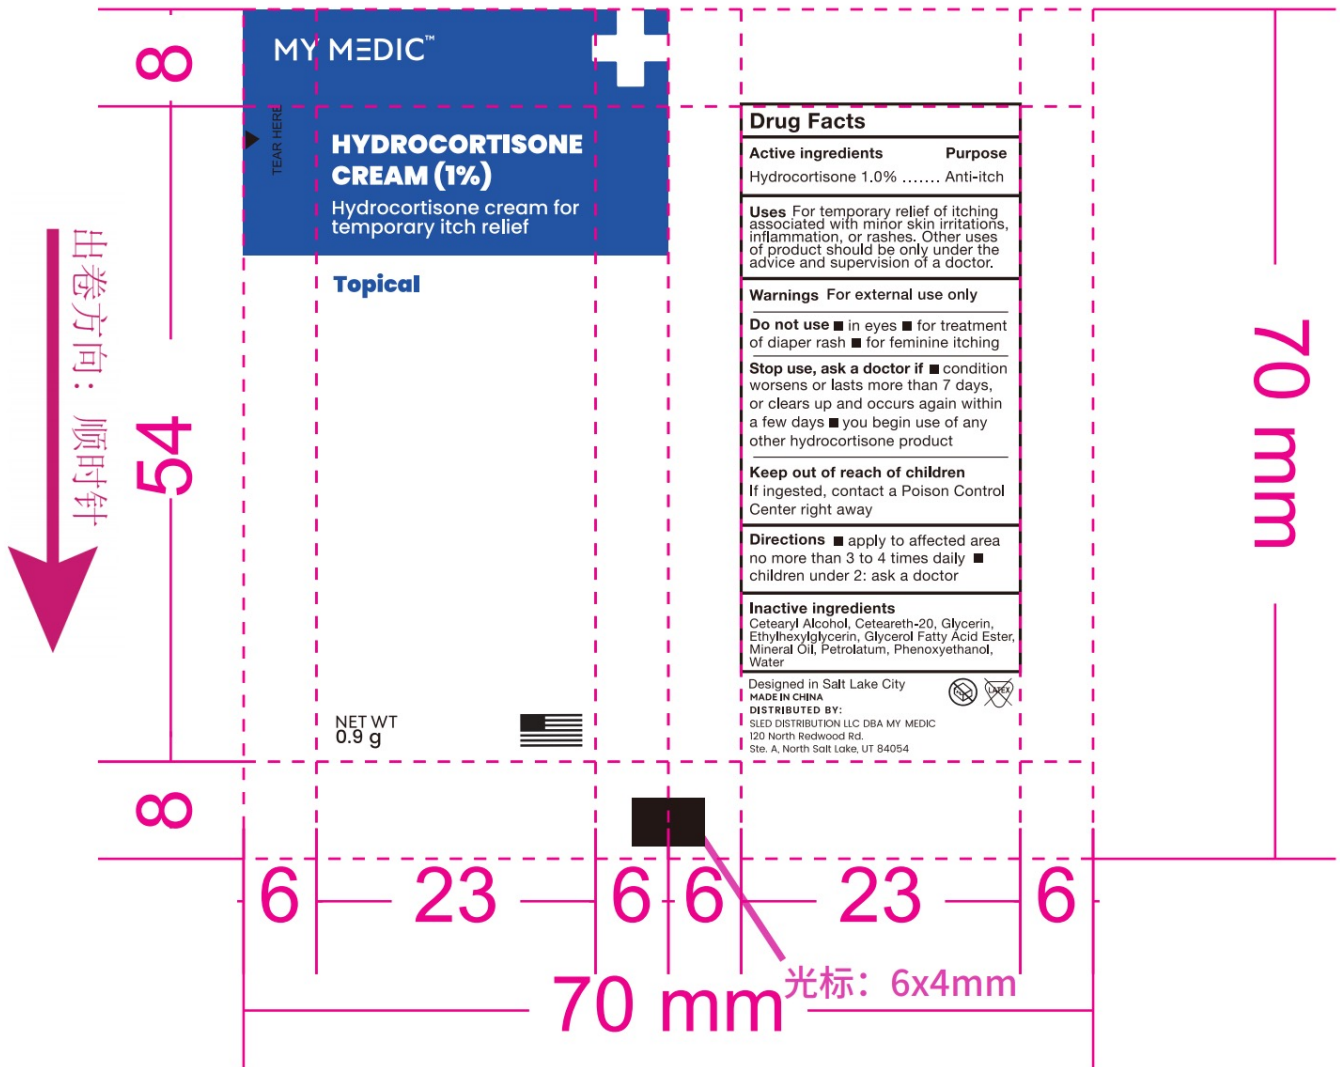 8
MY MEDIC™
TEAR HERE
HYDROCORTISONE
CREAM (1%)
Hydrocortisone cream for
temporary itch relief
Topical
NET WT
0.9 g
Drug Facts
Active ingredients Purpose
Hydrocortisone 1.0% ....... Anti-itch
Uses For temporary relief of itching
associated with minor skin irritations,
inflammation, or rashes. Other uses
of product should be only under the
advice and supervision of a doctor.
Warnings For external use only
Do not use ■ in eyes ■ for treatment
of diaper rash ■ for feminine itching
Stop use, ask a doctor if ■ condition
worsens or lasts more than 7 days,
or clears up and occurs again within
a few days ■ you begin use of any
other hydrocortisone product
Keep out of reach of children
If ingested, contact a Poison Control
Center right away
Directions ■ apply to affected area
no more than 3 to 4 times daily ■
children under 2: ask a doctor
Inactive ingredients
Cetearyl Alcohol, Ceteareth-20, Glycerin,
Ethylhexylglycerin, Glycerol Fatty Acid Ester,
Mineral Oil, Petrolatum, Phenoxyethanol,
Water
Designed in Salt Lake City
MADE IN CHINA
DISTRIBUTED BY:
SLED DISTRIBUTION LLC DBA MY MEDIC
120 North Redwood Rd.
Ste. A, North Salt Lake, UT 84054
LATEX
出卷方向：顺时针
54
70 mm
8
6 23 6 6 23 6
70 mm
光标：6x4mm